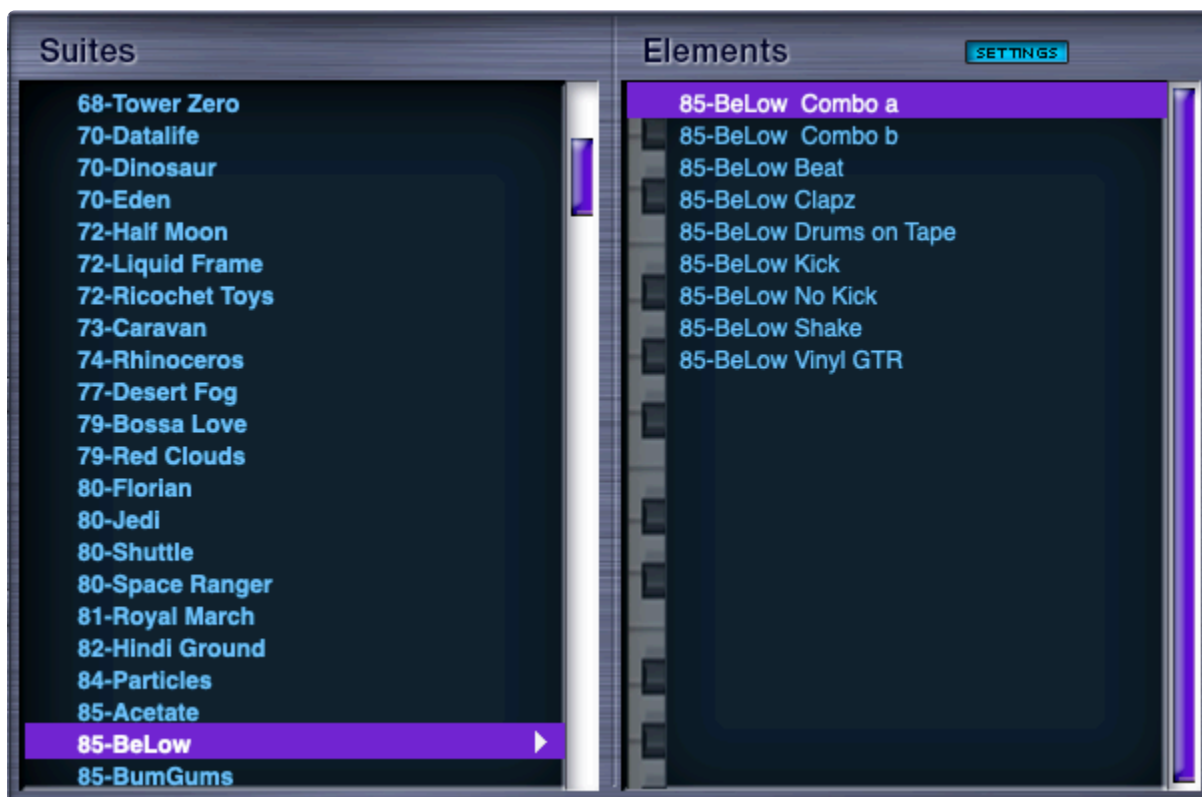 Suites
68-Tower Zero
70-Datalife
70-Dinosaur
70-Eden
72-Half Moon
72-Liquid Frame
72-Ricochet Toys
73-Caravan
74-Rhinoceros
77-Desert Fog
79-Bossa Love
79-Red Clouds
80-Florian
80-Jedi
80-Shuttle
80-Space Ranger
81-Royal March
82-Hindi Ground
84-Particles
85-Acetate
85-BeLow
85-BumGums
Elements
SETTINGS
85-BeLow  Combo a
85-BeLow  Combo b
85-BeLow Beat
85-BeLow Clapz
85-BeLow Drums on Tape
85-BeLow Kick
85-BeLow No Kick
85-BeLow Shake
85-BeLow Vinyl GTR